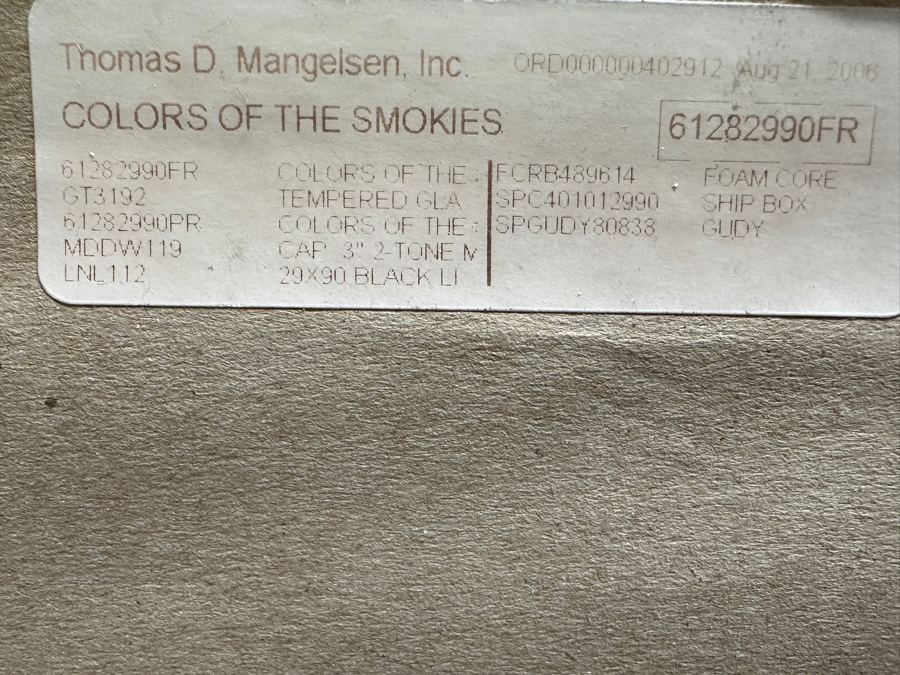 Thomas D. Mangelsen, Inc. ORD000000402912 Aug 21, 2006
COLORS OF THE SMOKIES 61282990FR
61282990FR COLORS OF THE FCRB489614 FOAM CORE
GT3192 TEMPERED GLA SPC401012990 SHIP BOX
61282990PR COLORS OF THE SPGUDY80838 GUDY
MDDW119 CAP 3" 2-TONE M
LNL112 29X90 BLACK LI